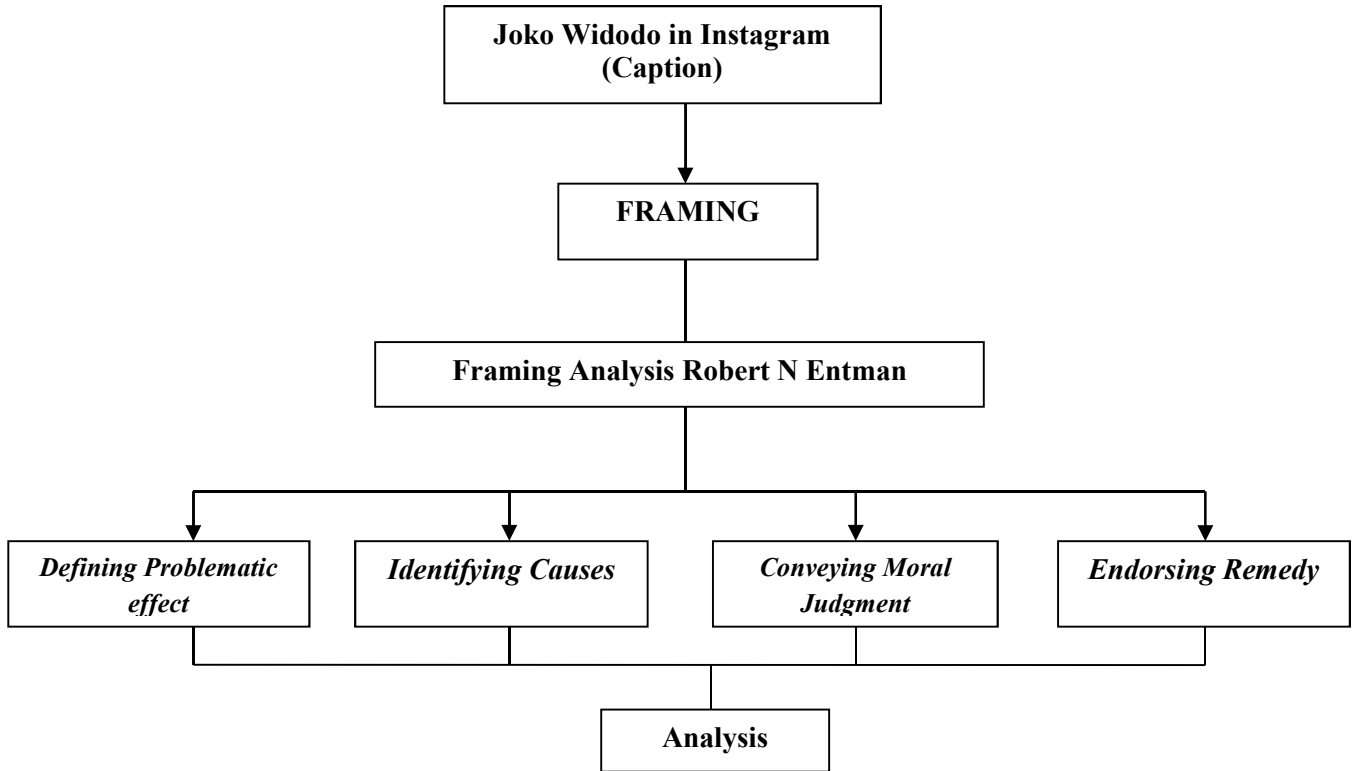 Joko Widodo in Instagram
(Caption)
FRAMING
Framing Analysis Robert N Entman
Defining Problematic
effect
Identifying Causes
Conveying Moral
Judgment
Endorsing Remedy
Analysis